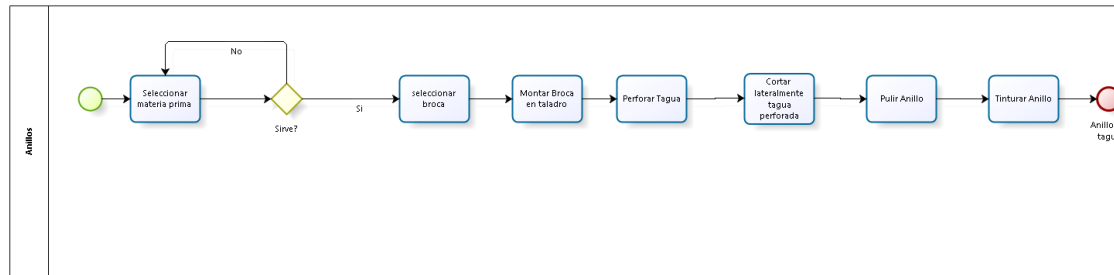 Anillos
Seleccionar
materia prima
No
Sirve?
Si
seleccionar
broca
Montar Broca
en taladro
Perforar Tagua
Cortar
lateralmente
tagua
perforada
Pulir Anillo
Tinturar Anillo
Anillo